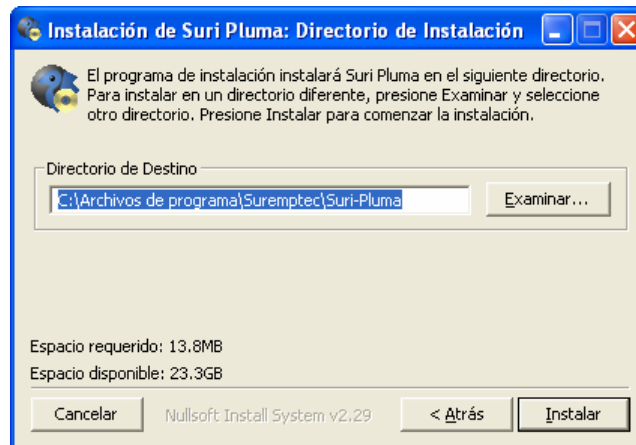 Instalación de Suri Pluma: Directorio de Instalación
El programa de instalación instalará Suri Pluma en el siguiente directorio.
Para instalar en un directorio diferente, presione Examinar y seleccione
otro directorio. Presione Instalar para comenzar la instalación.
Directorio de Destino
C:\Archivos de programa\Suremptec\Suri-Pluma
Examinar...
Espacio requerido: 13.8MB
Espacio disponible: 23.3GB
Cancelar
Nullsoft Install System v2.29
< Atrás
Instalar